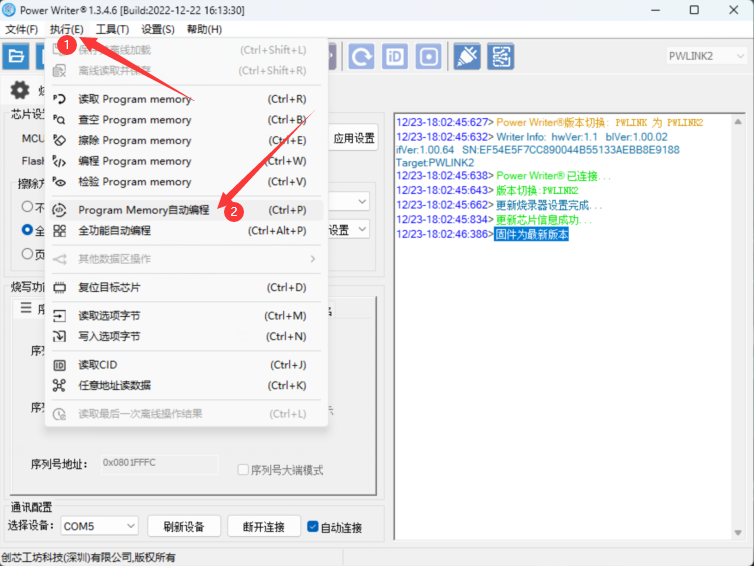 Power Writer® 1.3.4.6 [Build:2022-12-22 16:13:30]
文件(F) 执行(E) 工具(T) 设置(S) 帮助(H)
离线加载 (Ctrl+Shift+L)
离线读取并保存 (Ctrl+Shift+R)
PWLINK2
读取 Program memory (Ctrl+R)
查空 Program memory (Ctrl+B)
擦除 Program memory (Ctrl+E)
编程 Program memory (Ctrl+W)
检验 Program memory (Ctrl+V)
Program Memory自动编程 (Ctrl+P)
全功能自动编程 (Ctrl+Alt+P)
其他数据区操作
复位目标芯片 (Ctrl+D)
读取选项字节 (Ctrl+M)
写入选项字节 (Ctrl+N)
读取CID (Ctrl+J)
任意地址读数据 (Ctrl+K)
读取最后一次离线操作结果 (Ctrl+L)
1
2
芯片设
MCU
Flash
应用设置
擦除方
不
全
设置
页
烧写功
序
序列
序列
序列号地址: 0x0801FFFC 序列号大端模式
通讯配置
选择设备: COM5 刷新设备 断开连接 自动连接
创芯工坊科技(深圳)有限公司,版权所有
12/23-18:02:45:627> Power Writer®版本切换: PWLINK 为 PWLINK2
12/23-18:02:45:632> Writer Info: hwVer:1.1 blVer:1.00.02
ifVer:1.00.64 SN:EF54E5F7CC890044B55133AEBB8E9188
Target:PWLINK2
12/23-18:02:45:638> Power Writer® 已连接...
12/23-18:02:45:643> 版本切换:PWLINK2
12/23-18:02:45:662> 更新烧录器设置完成...
12/23-18:02:45:834> 更新芯片信息成功...
12/23-18:02:46:386> 固件为最新版本